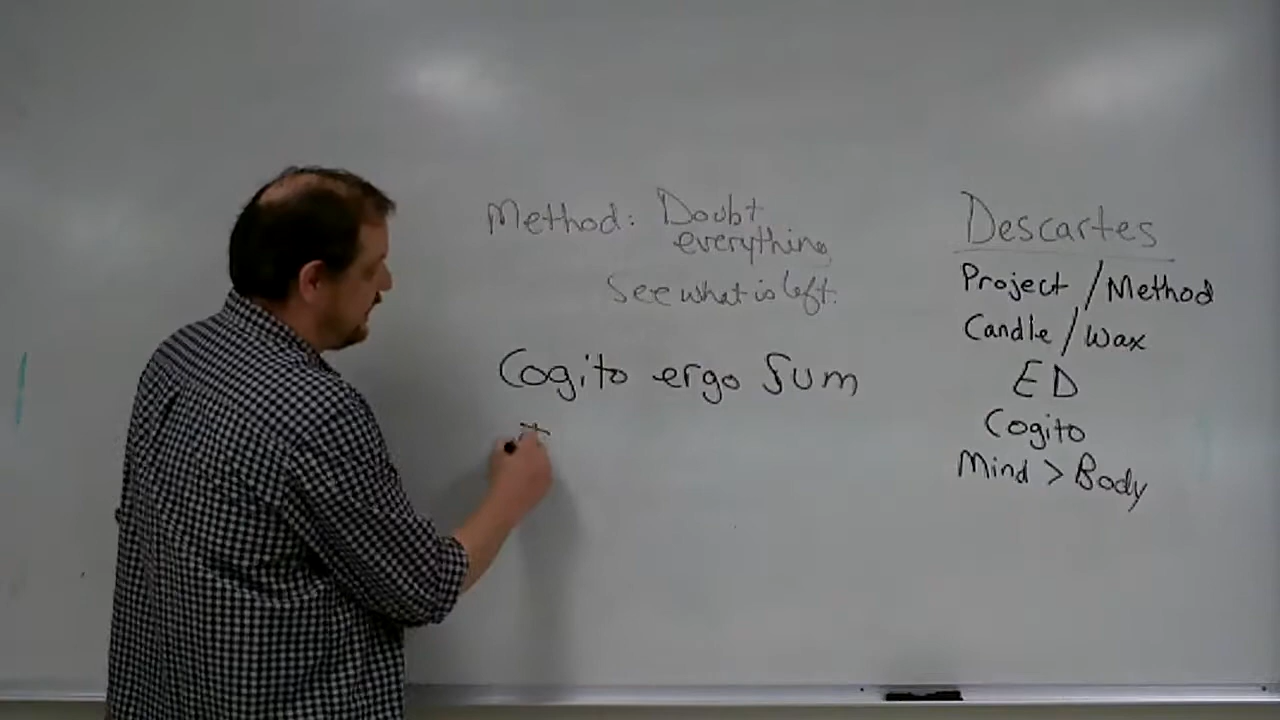 Method: Doubt
everything
See what is left.
Cogito ergo Sum
Descartes
Project / Method
Candle / Wax
ED
Cogito
Mind > Body